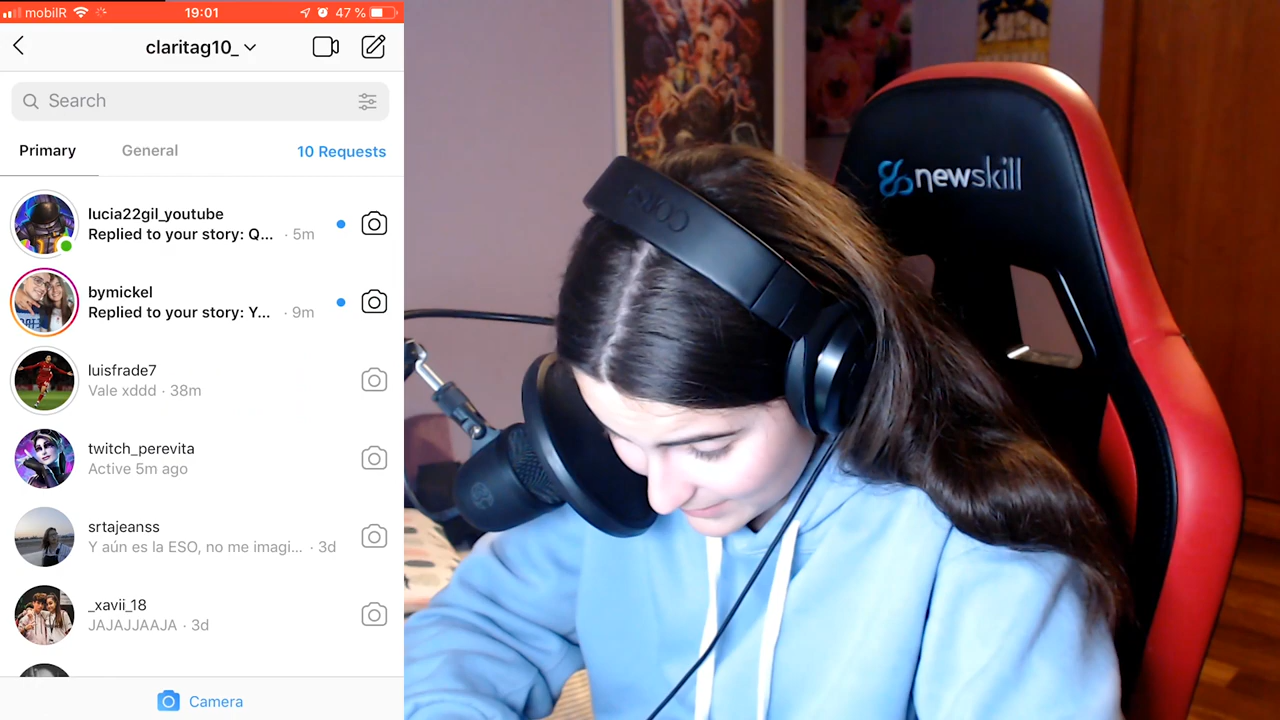 mobilR 19:01 47 %
claritag10_
Search
Primary General 10 Requests
lucia22gil_youtube
Replied to your story: Q... · 5m
bymickel
Replied to your story: Y... · 9m
luisfrade7
Vale xddd · 38m
twitch_perevita
Active 5m ago
srtajeanss
Y aún es la ESO, no me imagi... · 3d
_xavii_18
JAJAJJAAJA · 3d
Camera
newskill